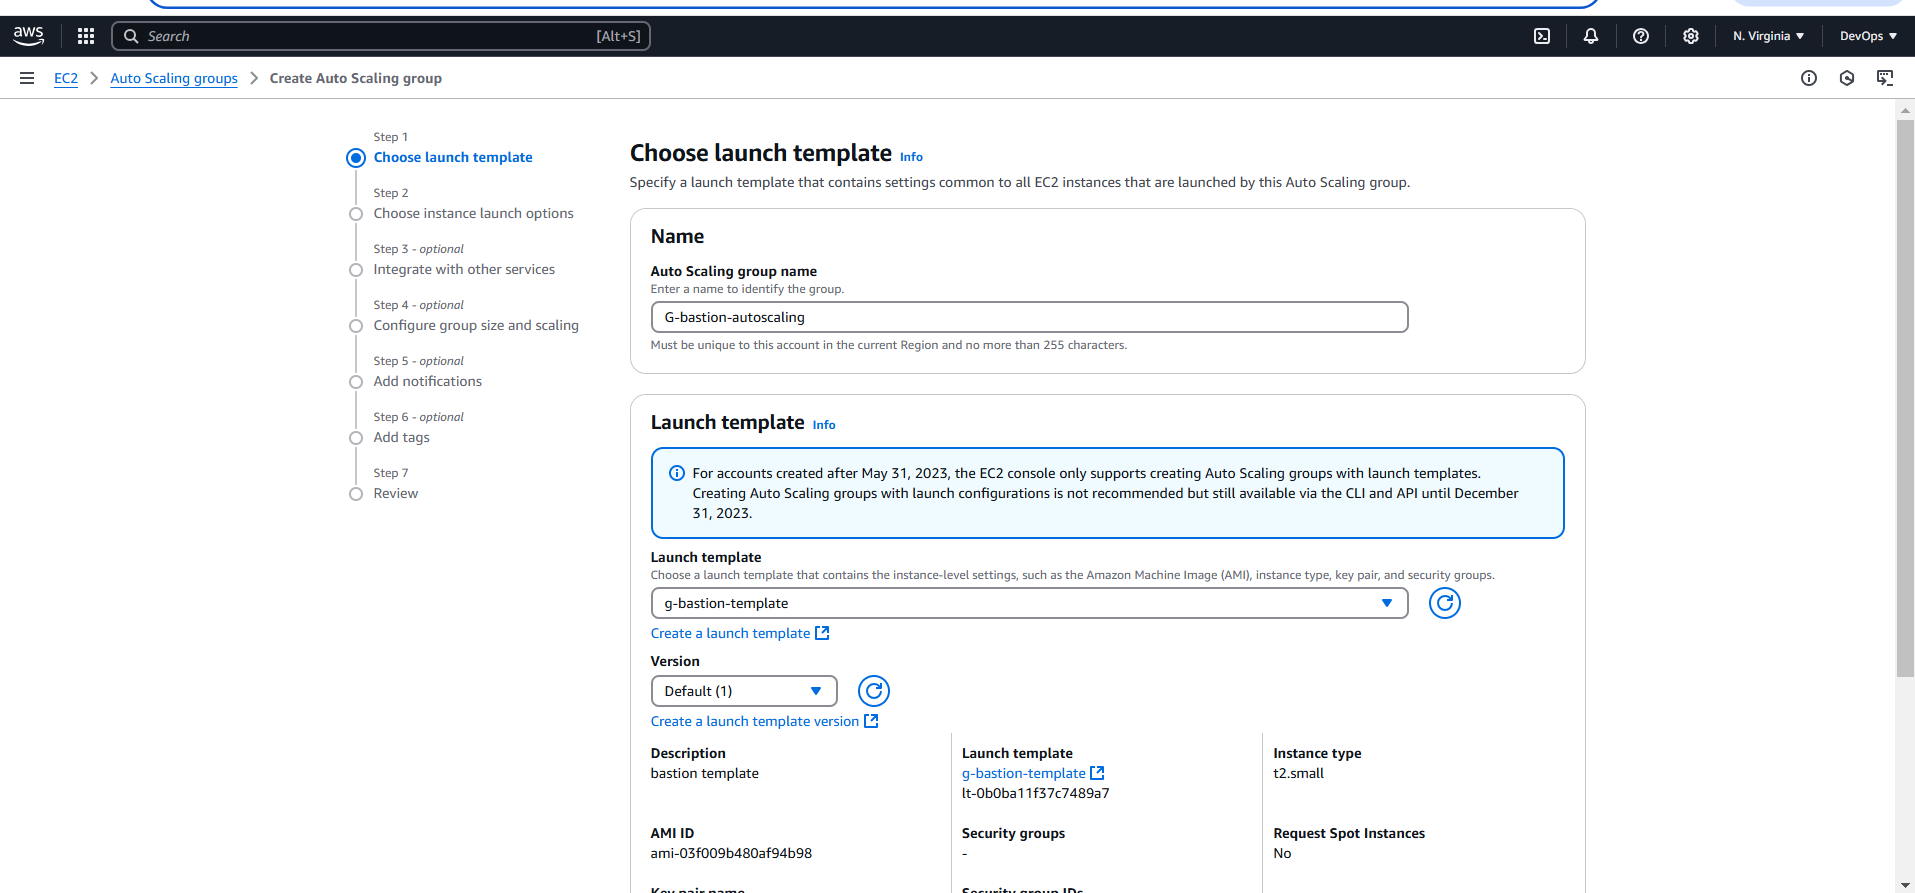 aws
Search
[Alt+S]
N. Virginia
DevOps
EC2
Auto Scaling groups
Create Auto Scaling group
Step 1
Choose launch template
Step 2
Choose instance launch options
Step 3 - optional
Integrate with other services
Step 4 - optional
Configure group size and scaling
Step 5 - optional
Add notifications
Step 6 - optional
Add tags
Step 7
Review
Choose launch template Info
Specify a launch template that contains settings common to all EC2 instances that are launched by this Auto Scaling group.
Name
Auto Scaling group name
Enter a name to identify the group.
G-bastion-autoscaling
Must be unique to this account in the current Region and no more than 255 characters.
Launch template Info
For accounts created after May 31, 2023, the EC2 console only supports creating Auto Scaling groups with launch templates.
Creating Auto Scaling groups with launch configurations is not recommended but still available via the CLI and API until December
31, 2023.
Launch template
Choose a launch template that contains the instance-level settings, such as the Amazon Machine Image (AMI), instance type, key pair, and security groups.
g-bastion-template
Create a launch template
Version
Default (1)
Create a launch template version
Description
bastion template
Launch template
g-bastion-template
lt-0b0ba11f37c7489a7
Instance type
t2.small
AMI ID
ami-03f009b480af94b98
Security groups
-
Request Spot Instances
No
Key pair name
Security group IDs